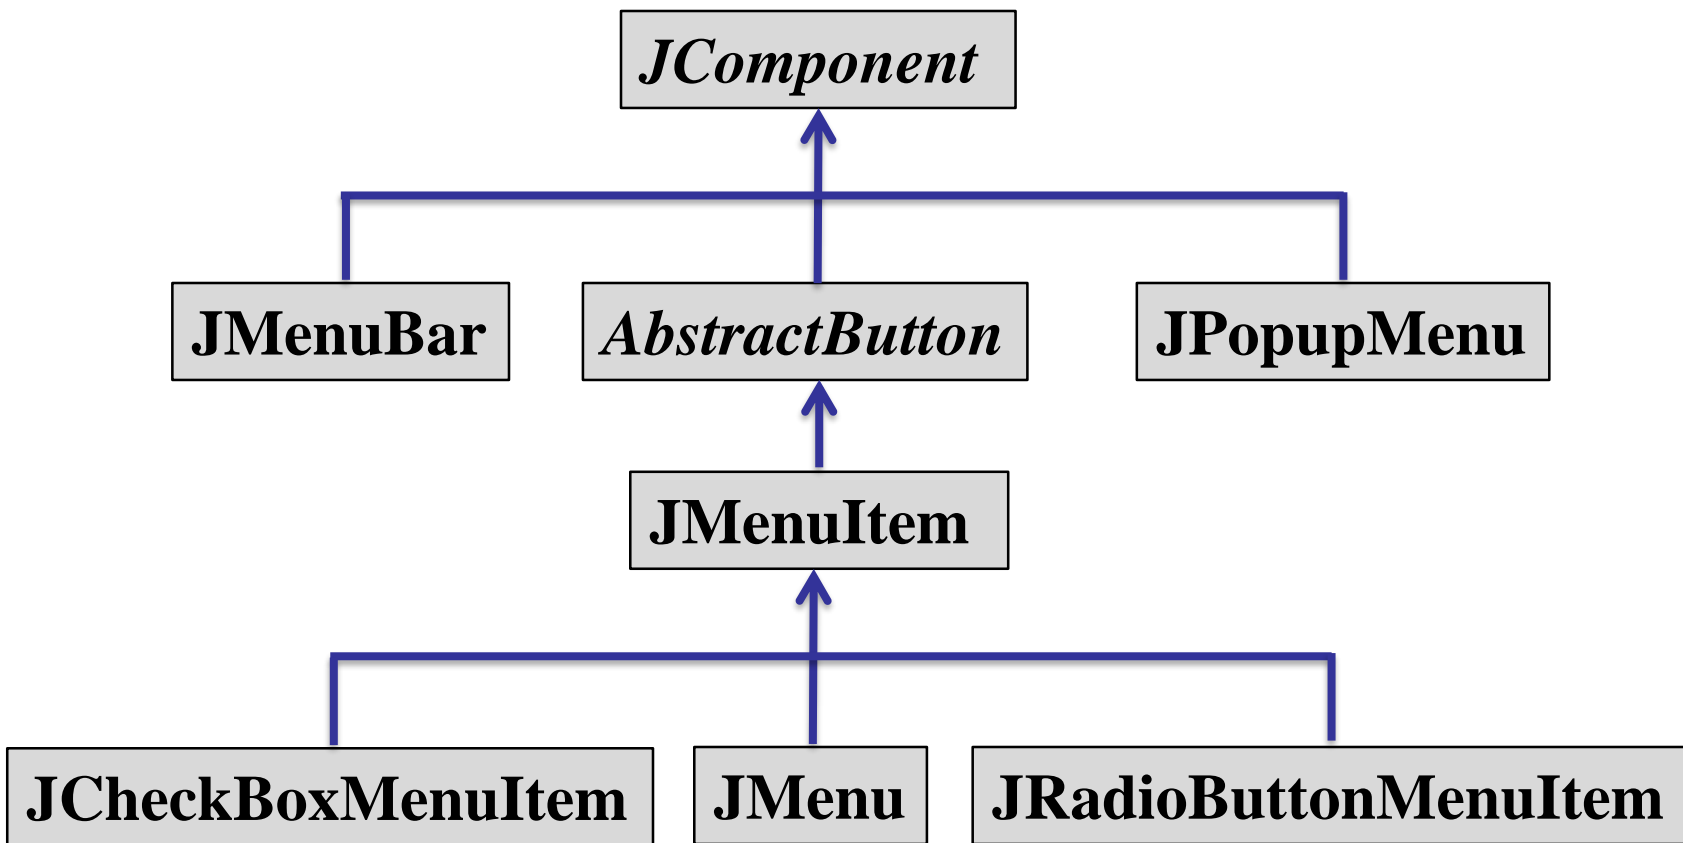 JComponent
JMenuBar
AbstractButton
JPopupMenu
JMenuItem
JCheckBoxMenuItem
JMenu
JRadioButtonMenuItem